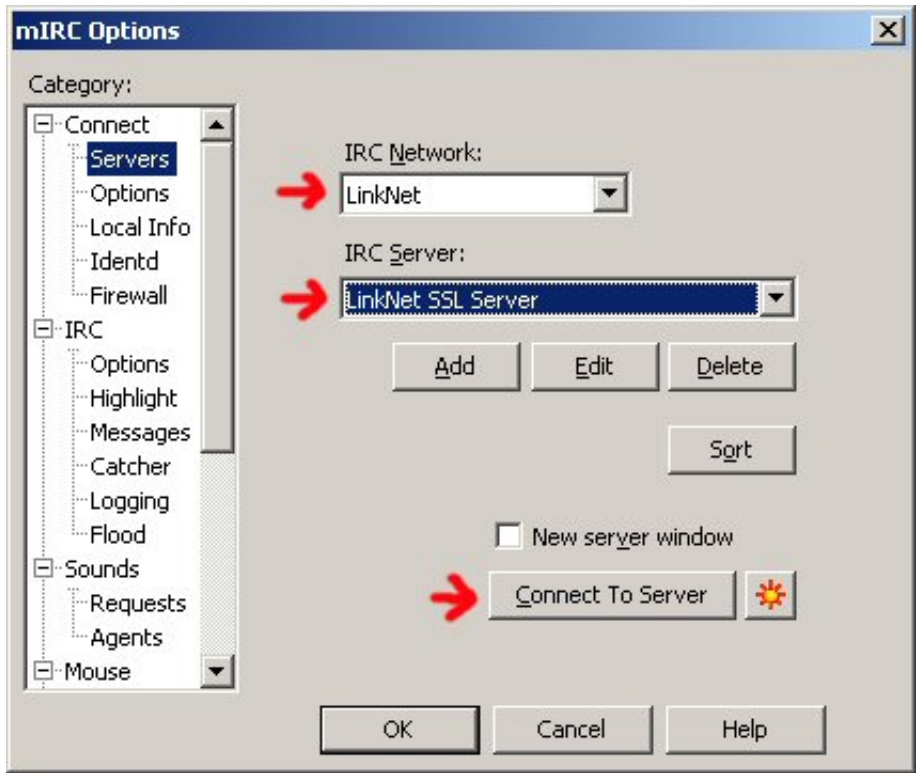 mIRC Options
Category:
Connect
Servers
Options
Local Info
Identd
Firewall
IRC
Options
Highlight
Messages
Catcher
Logging
Flood
Sounds
Requests
Agents
Mouse
IRC Network:
LinkNet
IRC Server:
LinkNet SSL Server
Add Edit Delete
Sort
New server window
Connect To Server
OK Cancel Help